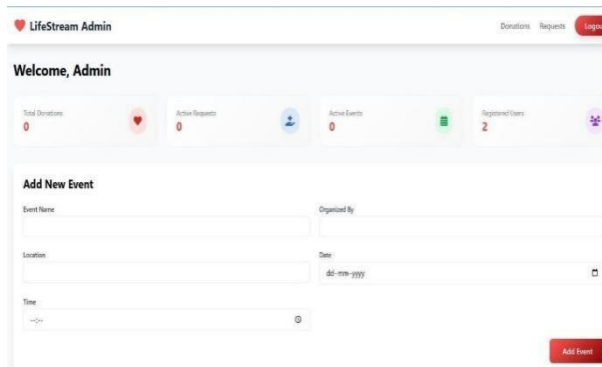 LifeStream Admin
Donations Requests Logou
Welcome, Admin
Total Donations
0
Active Requests
0
Active Events
0
Registered Users
2
Add New Event
Event Name
Organized By
Location
Date
dd-mm-yyyy
Time
--:--
Add Event